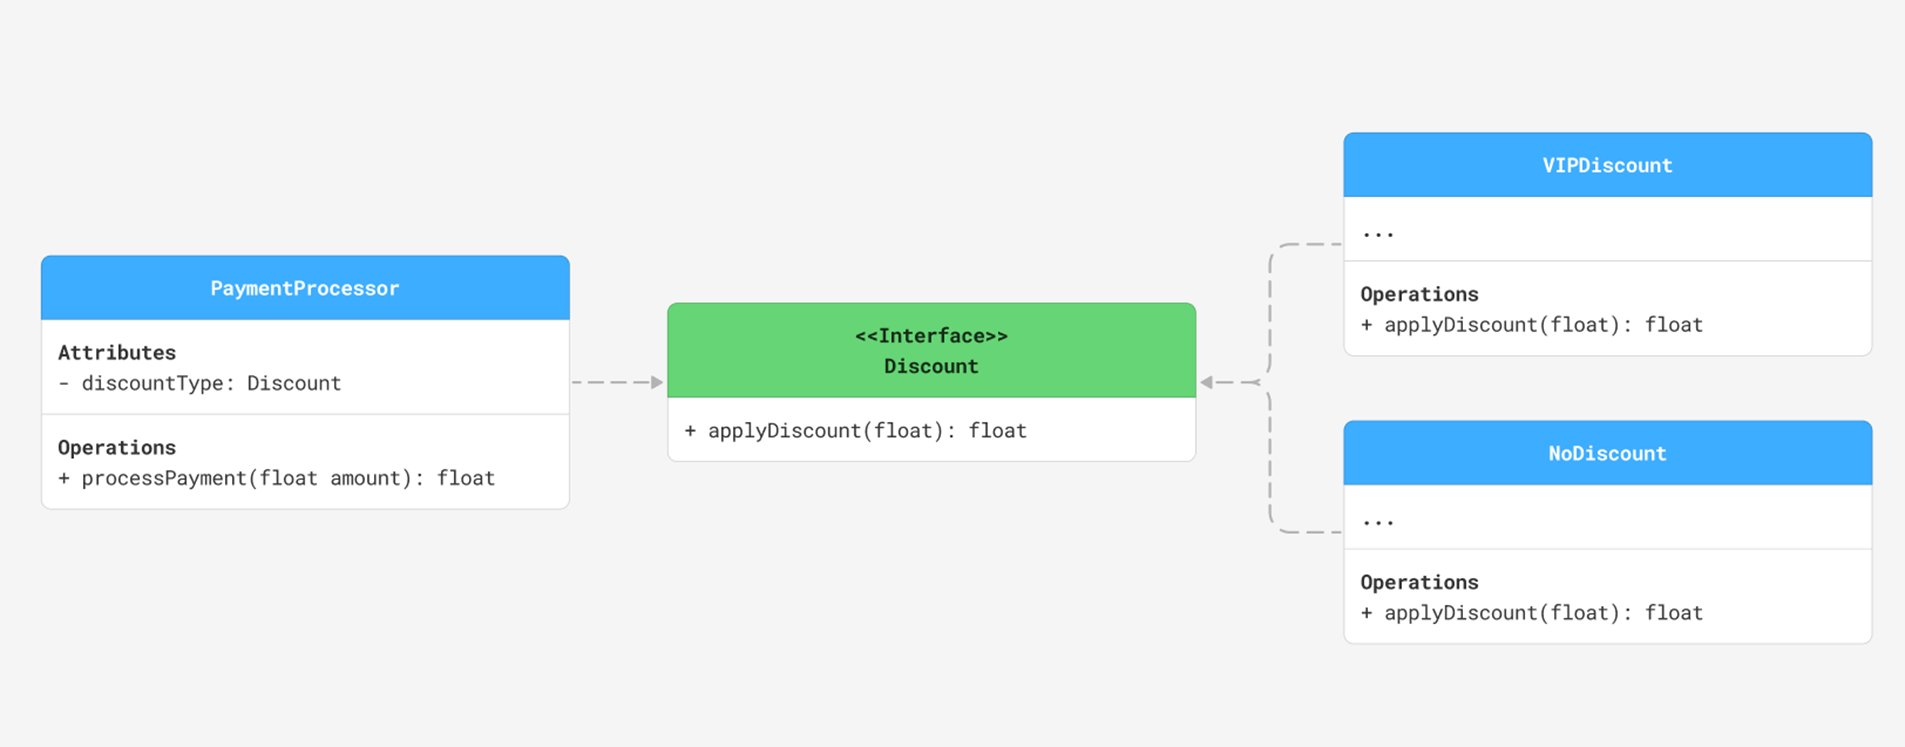 PaymentProcessor
Attributes
- discountType: Discount
Operations
+ processPayment(float amount): float
<<Interface>>
Discount
+ applyDiscount(float): float
VIPDiscount
...
Operations
+ applyDiscount(float): float
NoDiscount
...
Operations
+ applyDiscount(float): float